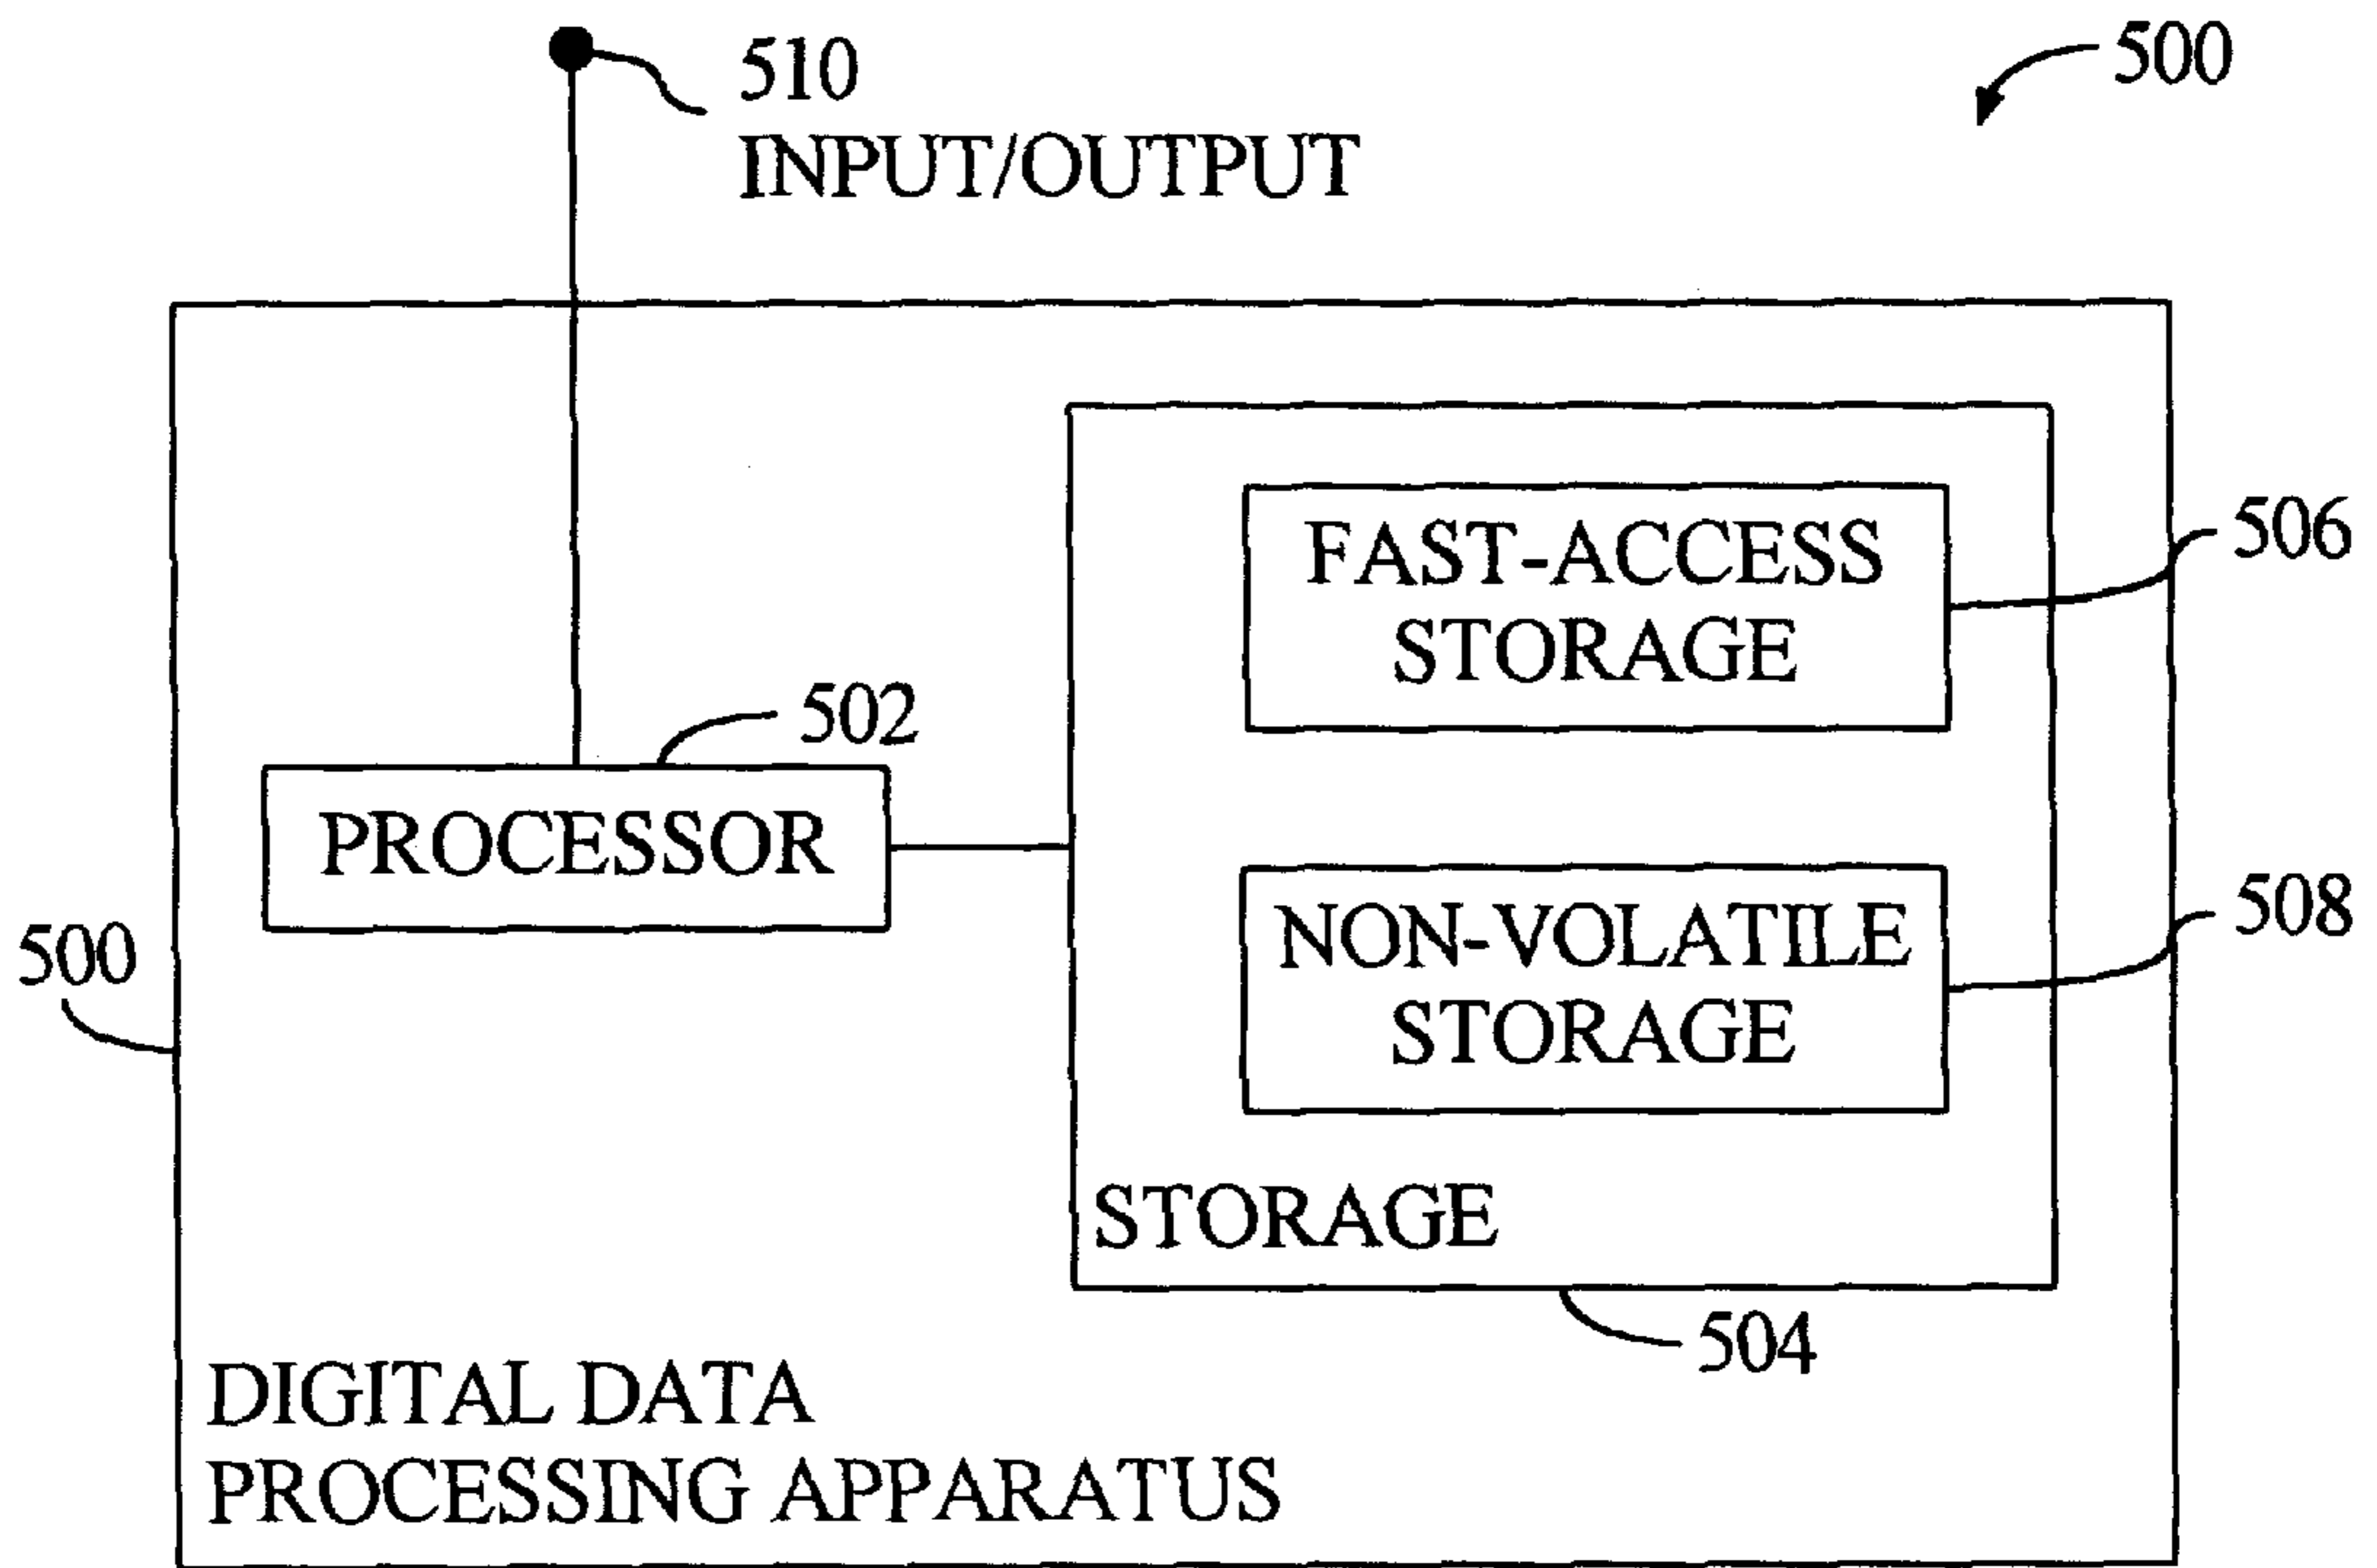 510
INPUT/OUTPUT
500
FAST-ACCESS
STORAGE
506
502
PROCESSOR
NON-VOLATILE
STORAGE
508
500
STORAGE
504
DIGITAL DATA
PROCESSING APPARATUS